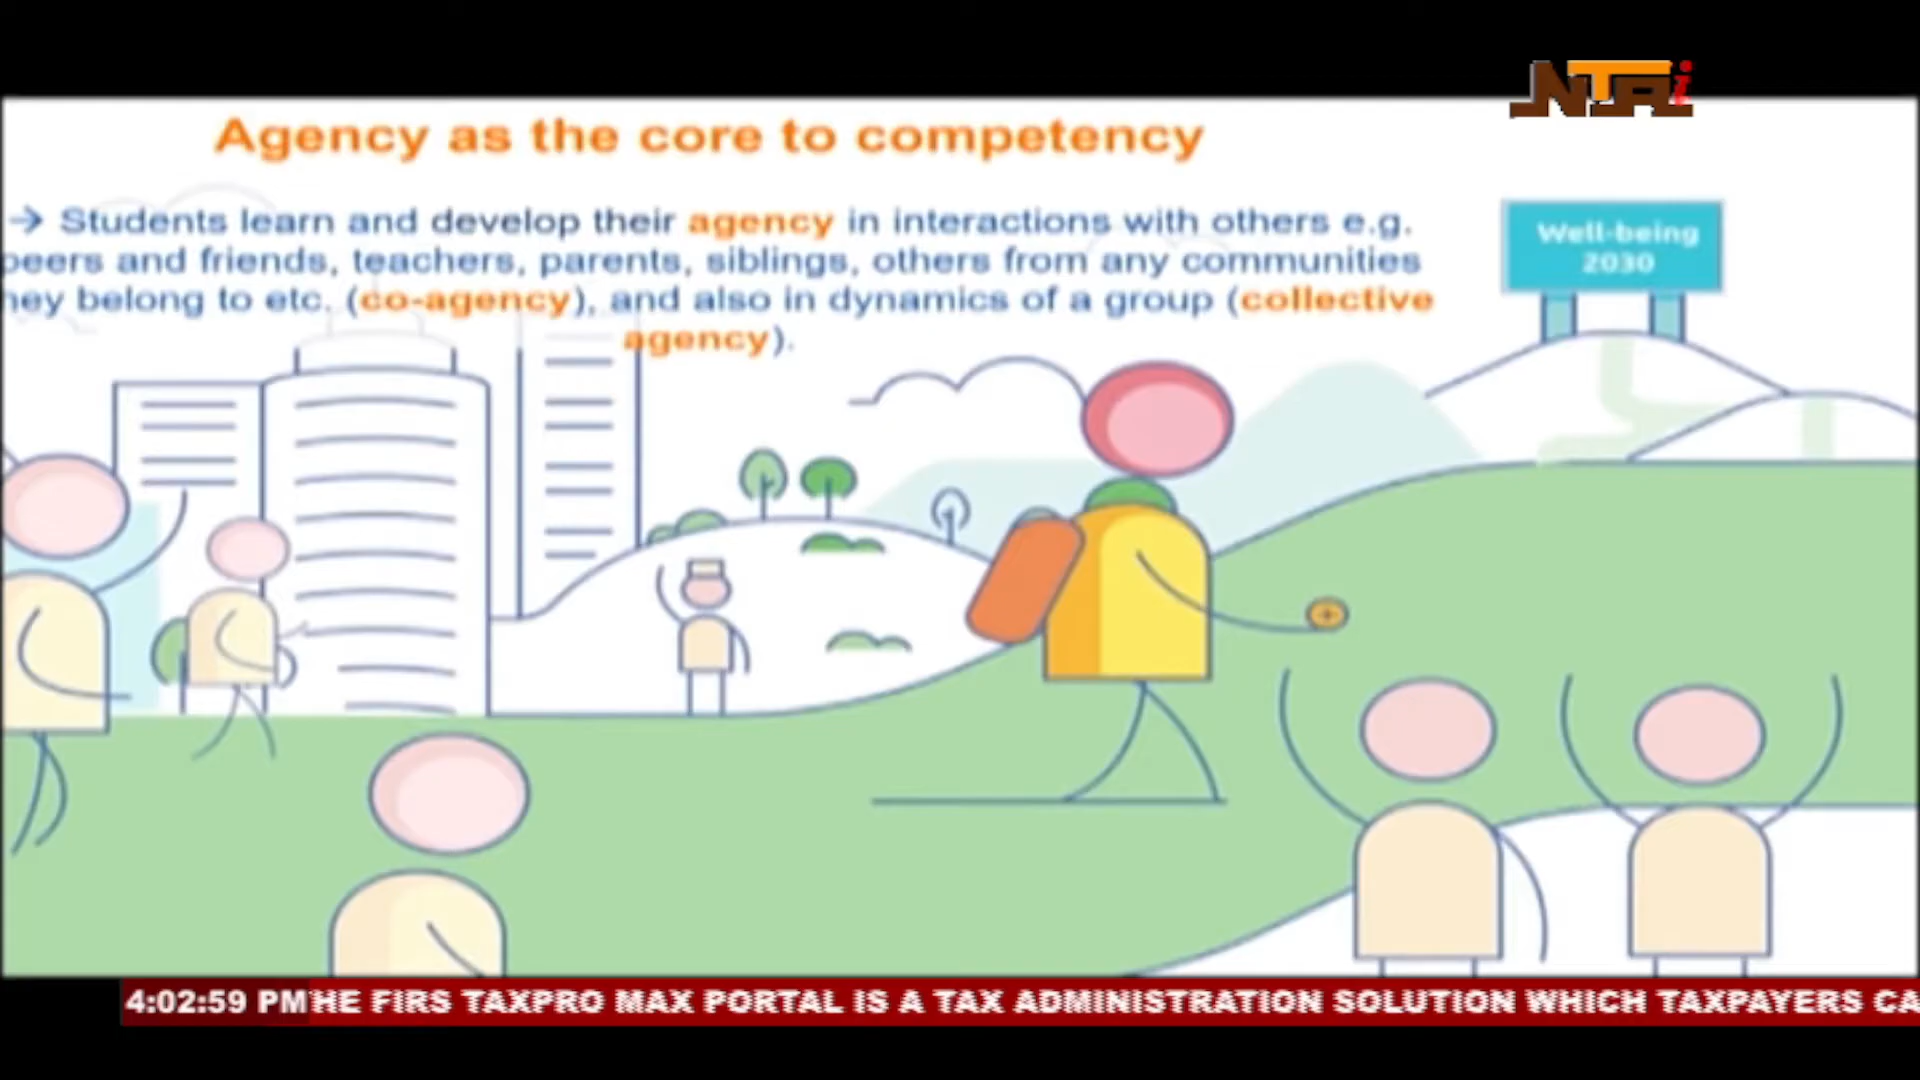 NTAi
Agency as the core to competency
→ Students learn and develop their agency in interactions with others e.g.
peers and friends, teachers, parents, siblings, others from any communities
hey belong to etc. (co-agency), and also in dynamics of a group (collective
agency).
Well-being
2030
4:02:59 PM HE FIRS TAXPRO MAX PORTAL IS A TAX ADMINISTRATION SOLUTION WHICH TAXPAYERS CA